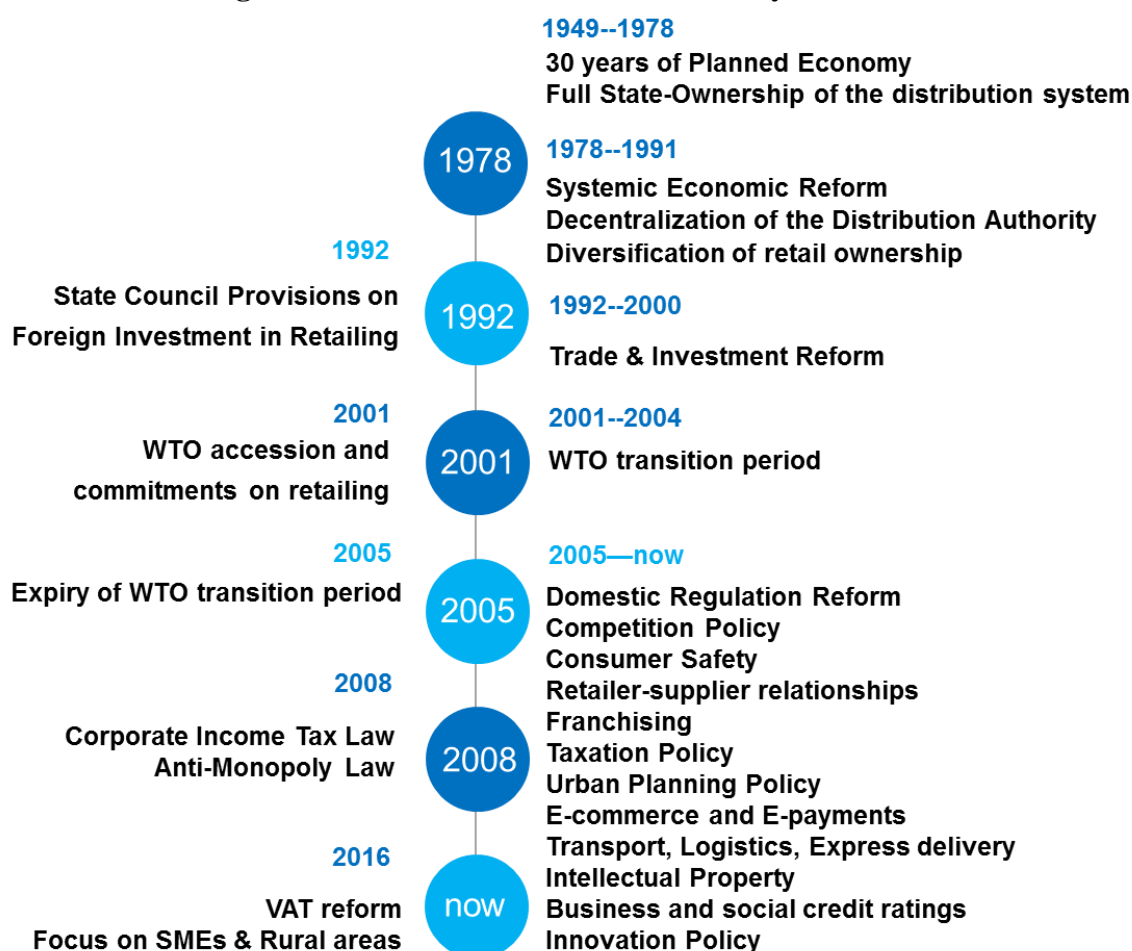 1949--1978
30 years of Planned Economy
Full State-Ownership of the distribution system
1978
1978--1991
Systemic Economic Reform
Decentralization of the Distribution Authority
Diversification of retail ownership
1992
State Council Provisions on
Foreign Investment in Retailing
1992
1992--2000
Trade & Investment Reform
2001
WTO accession and
commitments on retailing
2001
2001--2004
WTO transition period
2005
Expiry of WTO transition period
2005
2005—now
Domestic Regulation Reform
Competition Policy
Consumer Safety
Retailer-supplier relationships
Franchising
Taxation Policy
Urban Planning Policy
E-commerce and E-payments
Transport, Logistics, Express delivery
Intellectual Property
Business and social credit ratings
Innovation Policy
2008
Corporate Income Tax Law
Anti-Monopoly Law
2008
2016
VAT reform
Focus on SMEs & Rural areas
now